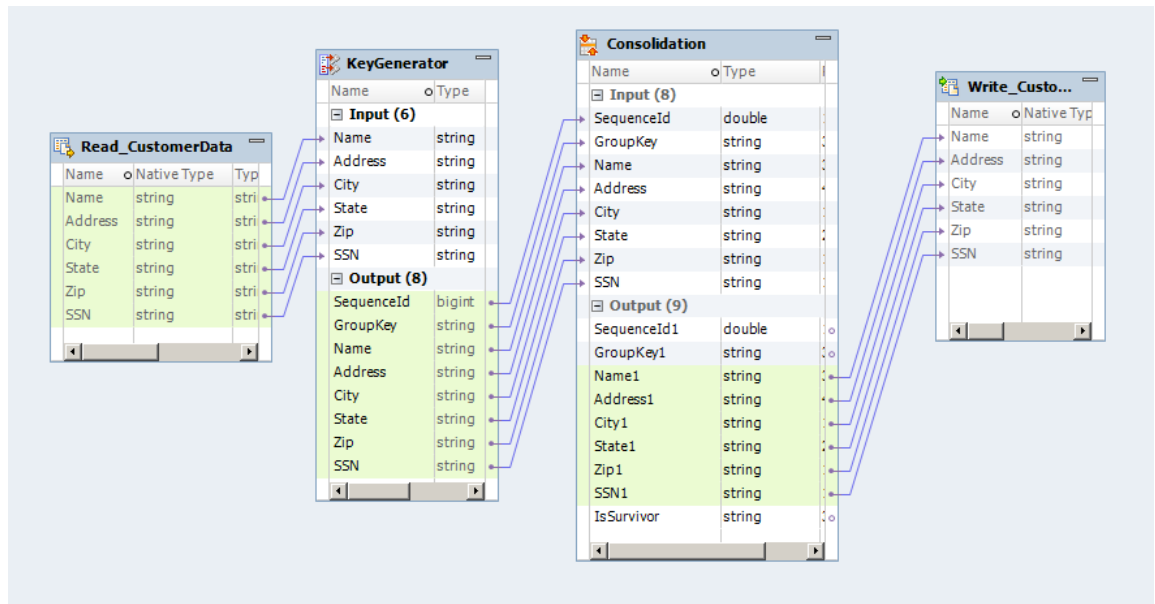 Read_CustomerData
Name Native Type Typ
Name string stri
Address string stri
City string stri
State string stri
Zip string stri
SSN string stri
KeyGenerator
Name Type
Input (6)
Name string
Address string
City string
State string
Zip string
SSN string
Output (8)
SequenceId bigint
GroupKey string
Name string
Address string
City string
State string
Zip string
SSN string
Consolidation
Name Type
Input (8)
SequenceId double
GroupKey string
Name string
Address string
City string
State string
Zip string
SSN string
Output (9)
SequenceId1 double
GroupKey1 string
Name1 string
Address1 string
City1 string
State1 string
Zip1 string
SSN1 string
IsSurvivor string
Write_Custo...
Name Native Typ
Name string
Address string
City string
State string
Zip string
SSN string